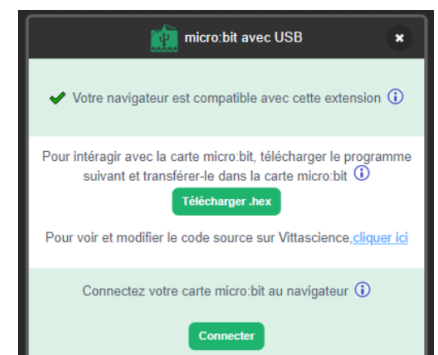 micro:bit avec USB
Votre navigateur est compatible avec cette extension
Pour intéragir avec la carte micro:bit, télécharger le programme
suivant et transférer-le dans la carte micro:bit
Télécharger .hex
Pour voir et modifier le code source sur Vittascience,cliquer ici
Connectez votre carte micro:bit au navigateur
Connecter